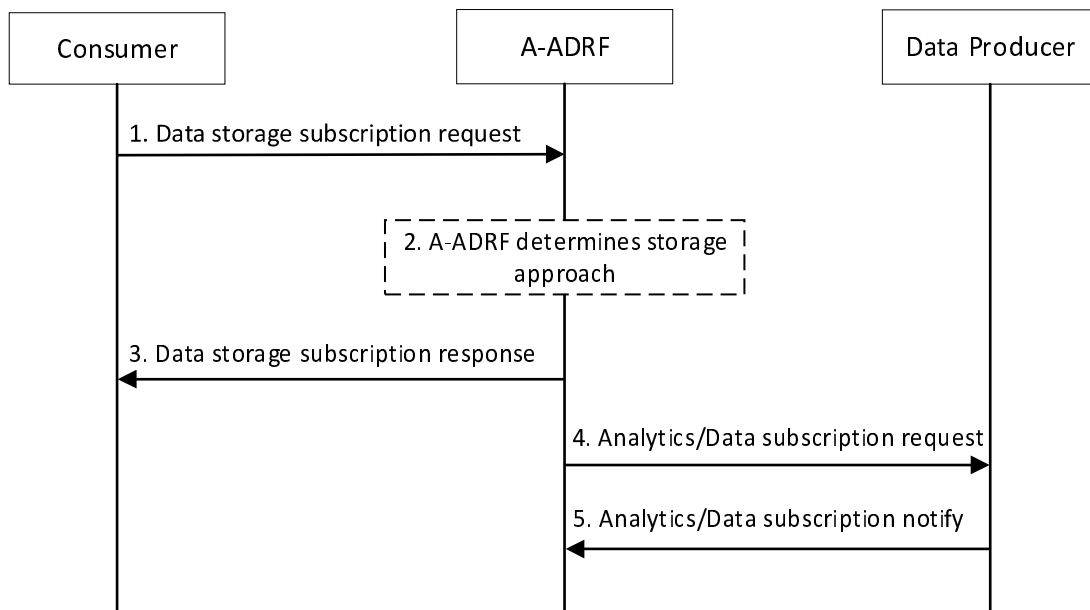 Consumer
A-ADRF
Data Producer
1. Data storage subscription request
2. A-ADRF determines storage
approach
3. Data storage subscription response
4. Analytics/Data subscription request
5. Analytics/Data subscription notify